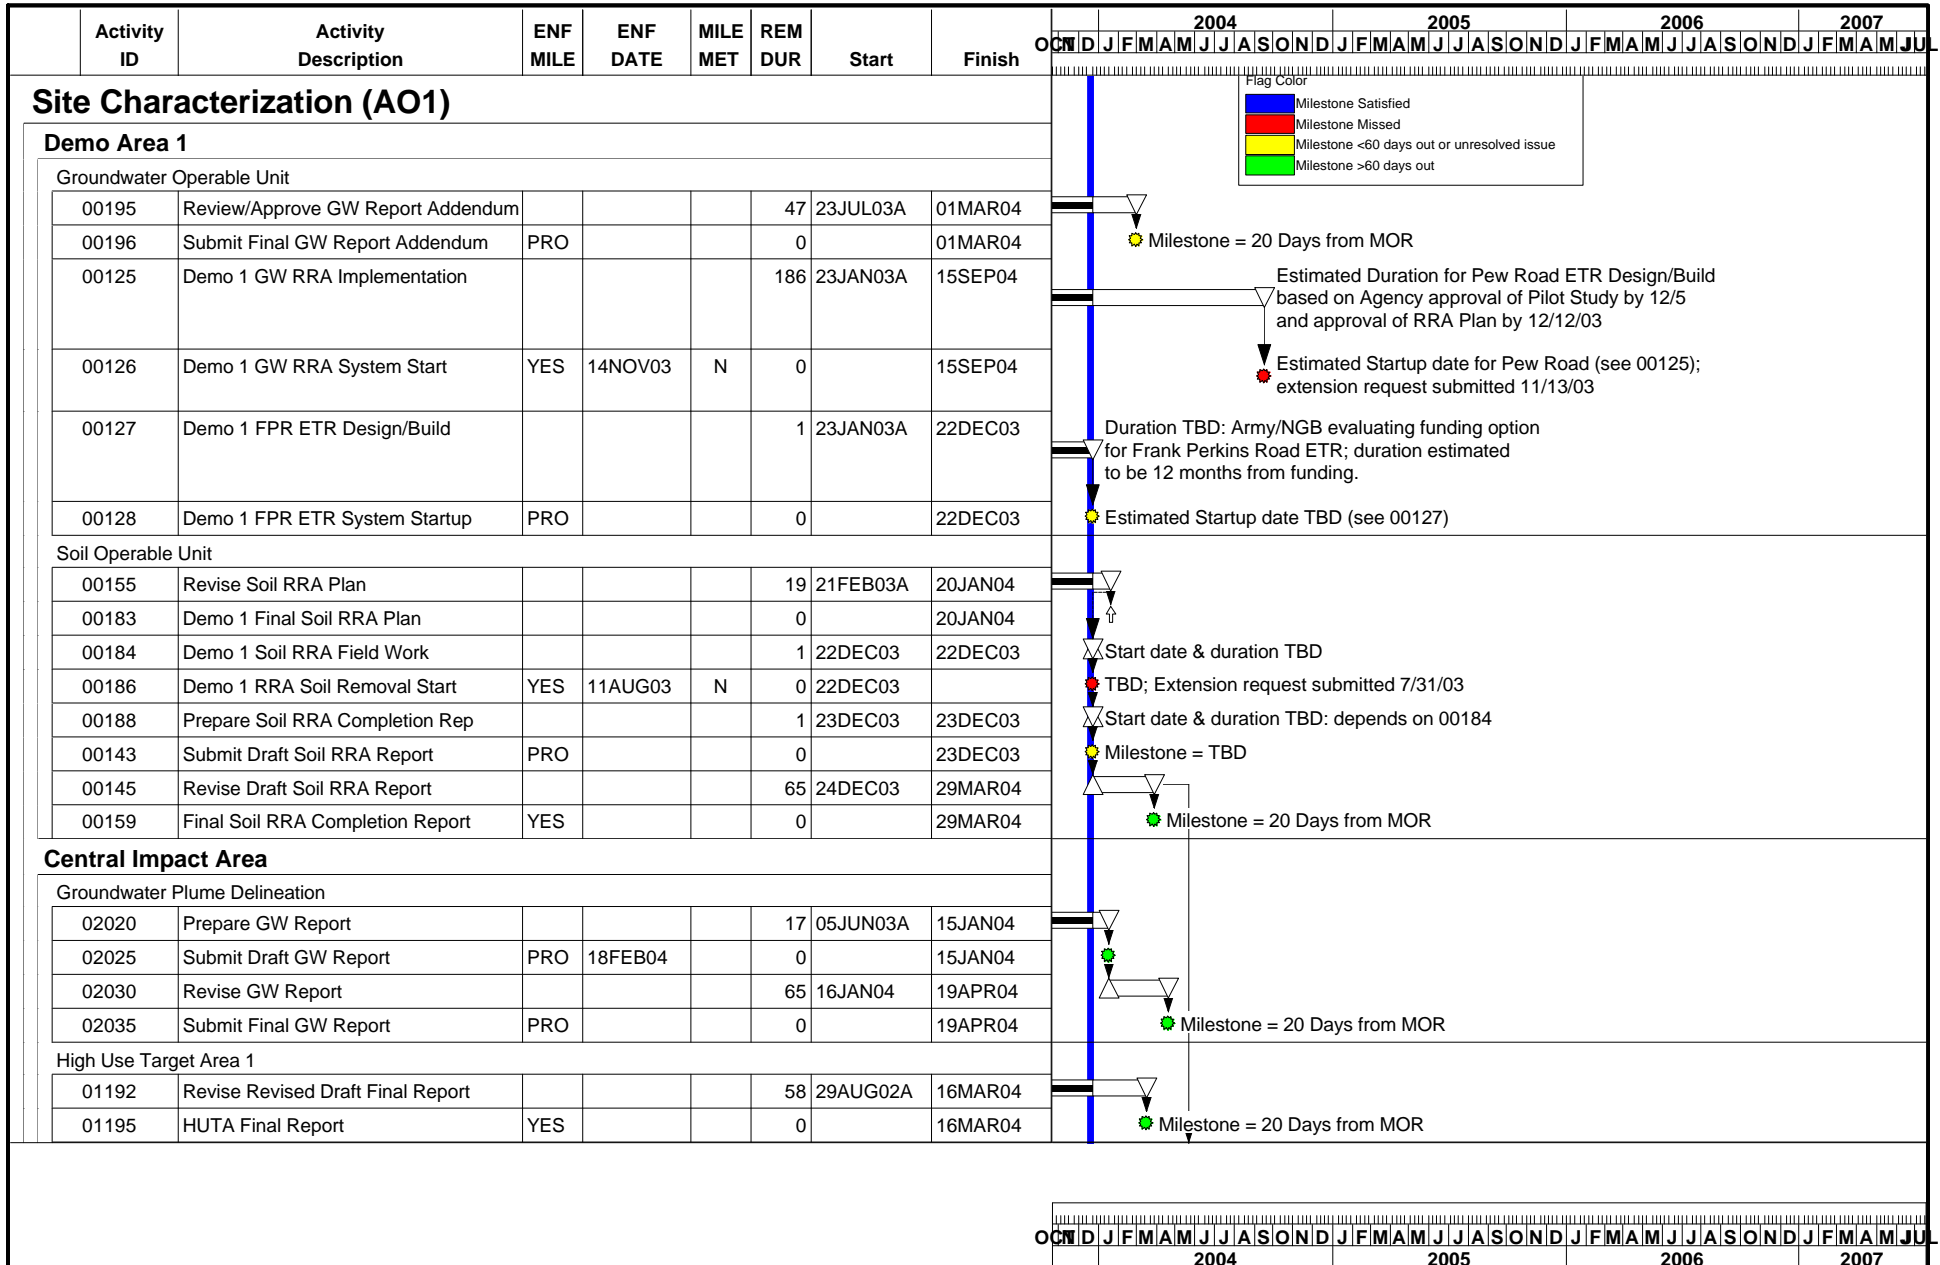 Activity ID Activity Description ENF MILE ENF DATE MILE MET REM DUR Start Finish
2004 2005 2006 2007
OCT N D J F M A M J J A S O N D J F M A M J J A S O N D J F M A M J J A S O N D J F M A M J JUL
Flag Color
Milestone Satisfied
Milestone Missed
Milestone <60 days out or unresolved issue
Milestone >60 days out
Site Characterization (AO1)
Demo Area 1
Groundwater Operable Unit
00195 Review/Approve GW Report Addendum 47 23JUL03A 01MAR04
00196 Submit Final GW Report Addendum PRO 0 01MAR04 Milestone = 20 Days from MOR
00125 Demo 1 GW RRA Implementation 186 23JAN03A 15SEP04 Estimated Duration for Pew Road ETR Design/Build
based on Agency approval of Pilot Study by 12/5
and approval of RRA Plan by 12/12/03
00126 Demo 1 GW RRA System Start YES 14NOV03 N 0 15SEP04 Estimated Startup date for Pew Road (see 00125);
extension request submitted 11/13/03
00127 Demo 1 FPR ETR Design/Build 1 23JAN03A 22DEC03 Duration TBD: Army/NGB evaluating funding option
for Frank Perkins Road ETR; duration estimated
to be 12 months from funding.
00128 Demo 1 FPR ETR System Startup PRO 0 22DEC03 Estimated Startup date TBD (see 00127)
Soil Operable Unit
00155 Revise Soil RRA Plan 19 21FEB03A 20JAN04
00183 Demo 1 Final Soil RRA Plan 0 20JAN04
00184 Demo 1 Soil RRA Field Work 1 22DEC03 22DEC03 Start date & duration TBD
00186 Demo 1 RRA Soil Removal Start YES 11AUG03 N 0 22DEC03 TBD; Extension request submitted 7/31/03
00188 Prepare Soil RRA Completion Rep 1 23DEC03 23DEC03 Start date & duration TBD: depends on 00184
00143 Submit Draft Soil RRA Report PRO 0 23DEC03 Milestone = TBD
00145 Revise Draft Soil RRA Report 65 24DEC03 29MAR04
00159 Final Soil RRA Completion Report YES 0 29MAR04 Milestone = 20 Days from MOR
Central Impact Area
Groundwater Plume Delineation
02020 Prepare GW Report 17 05JUN03A 15JAN04
02025 Submit Draft GW Report PRO 18FEB04 0 15JAN04
02030 Revise GW Report 65 16JAN04 19APR04
02035 Submit Final GW Report PRO 0 19APR04 Milestone = 20 Days from MOR
High Use Target Area 1
01192 Revise Revised Draft Final Report 58 29AUG02A 16MAR04
01195 HUTA Final Report YES 0 16MAR04 Milestone = 20 Days from MOR
OCT N D J F M A M J J A S O N D J F M A M J J A S O N D J F M A M J J A S O N D J F M A M J JUL
2004 2005 2006 2007